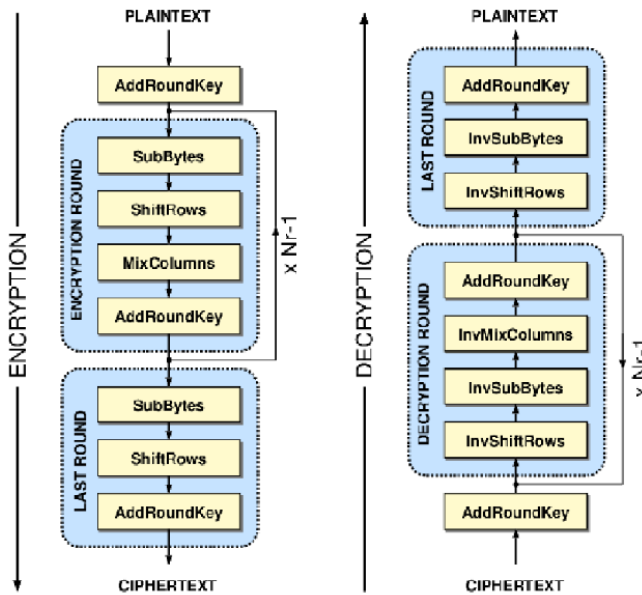 PLAINTEXT
AddRoundKey
ENCRYPTION ROUND
SubBytes
ShiftRows
MixColumns
AddRoundKey
x Nr-1
ENCRYPTION
LAST ROUND
SubBytes
ShiftRows
AddRoundKey
CIPHERTEXT
PLAINTEXT
LAST ROUND
AddRoundKey
InvSubBytes
InvShiftRows
DECRYPTION
DECRYPTION ROUND
AddRoundKey
InvMixColumns
InvSubBytes
InvShiftRows
x Nr-1
AddRoundKey
CIPHERTEXT